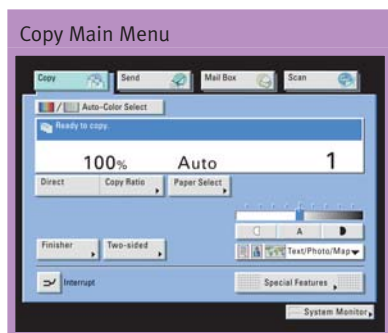 Copy Main Menu
Copy Send Mail Box Scan
Auto-Color Select
Ready to copy.
100% Auto 1
Direct Copy Ratio Paper Select
A
Finisher Two-sided Text/Photo/Map
Interrupt Special Features
System Monitor